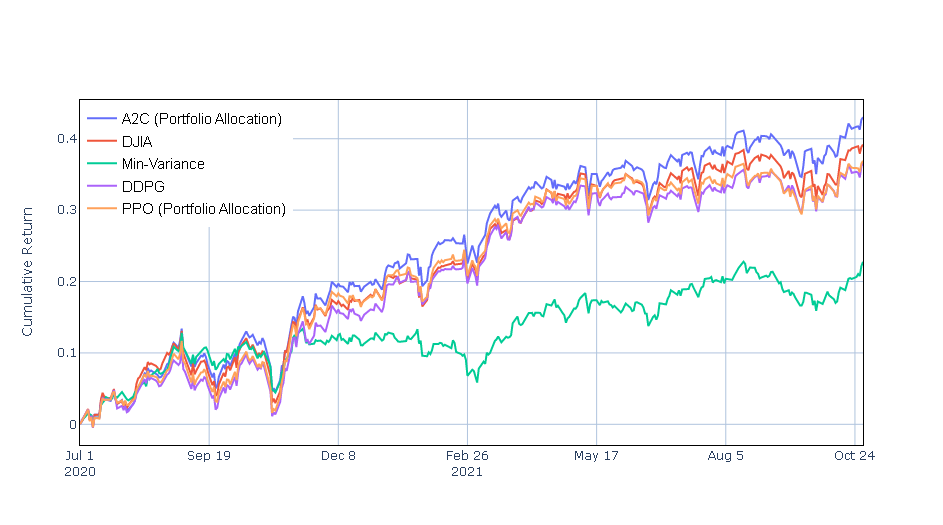 A2C (Portfolio Allocation)
DJIA
Min-Variance
DDPG
PPO (Portfolio Allocation)
Cumulative Return
0.4
0.3
0.2
0.1
0
Jul 1
2020
Sep 19
Dec 8
Feb 26
2021
May 17
Aug 5
Oct 24